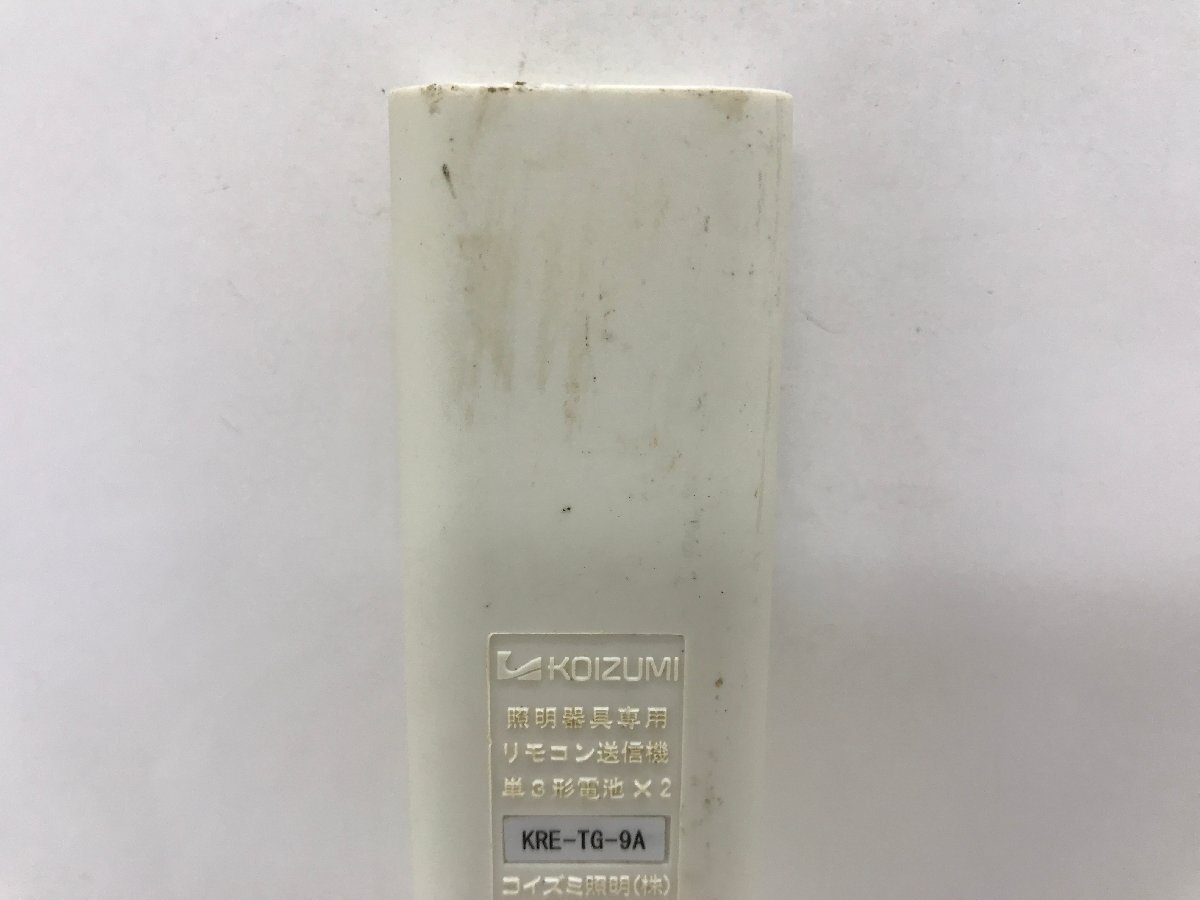 KOIZUMI
照明器具専用
リモコン送信機
単3形電池×2
KRE-TG-9A
コイズミ照明(株)